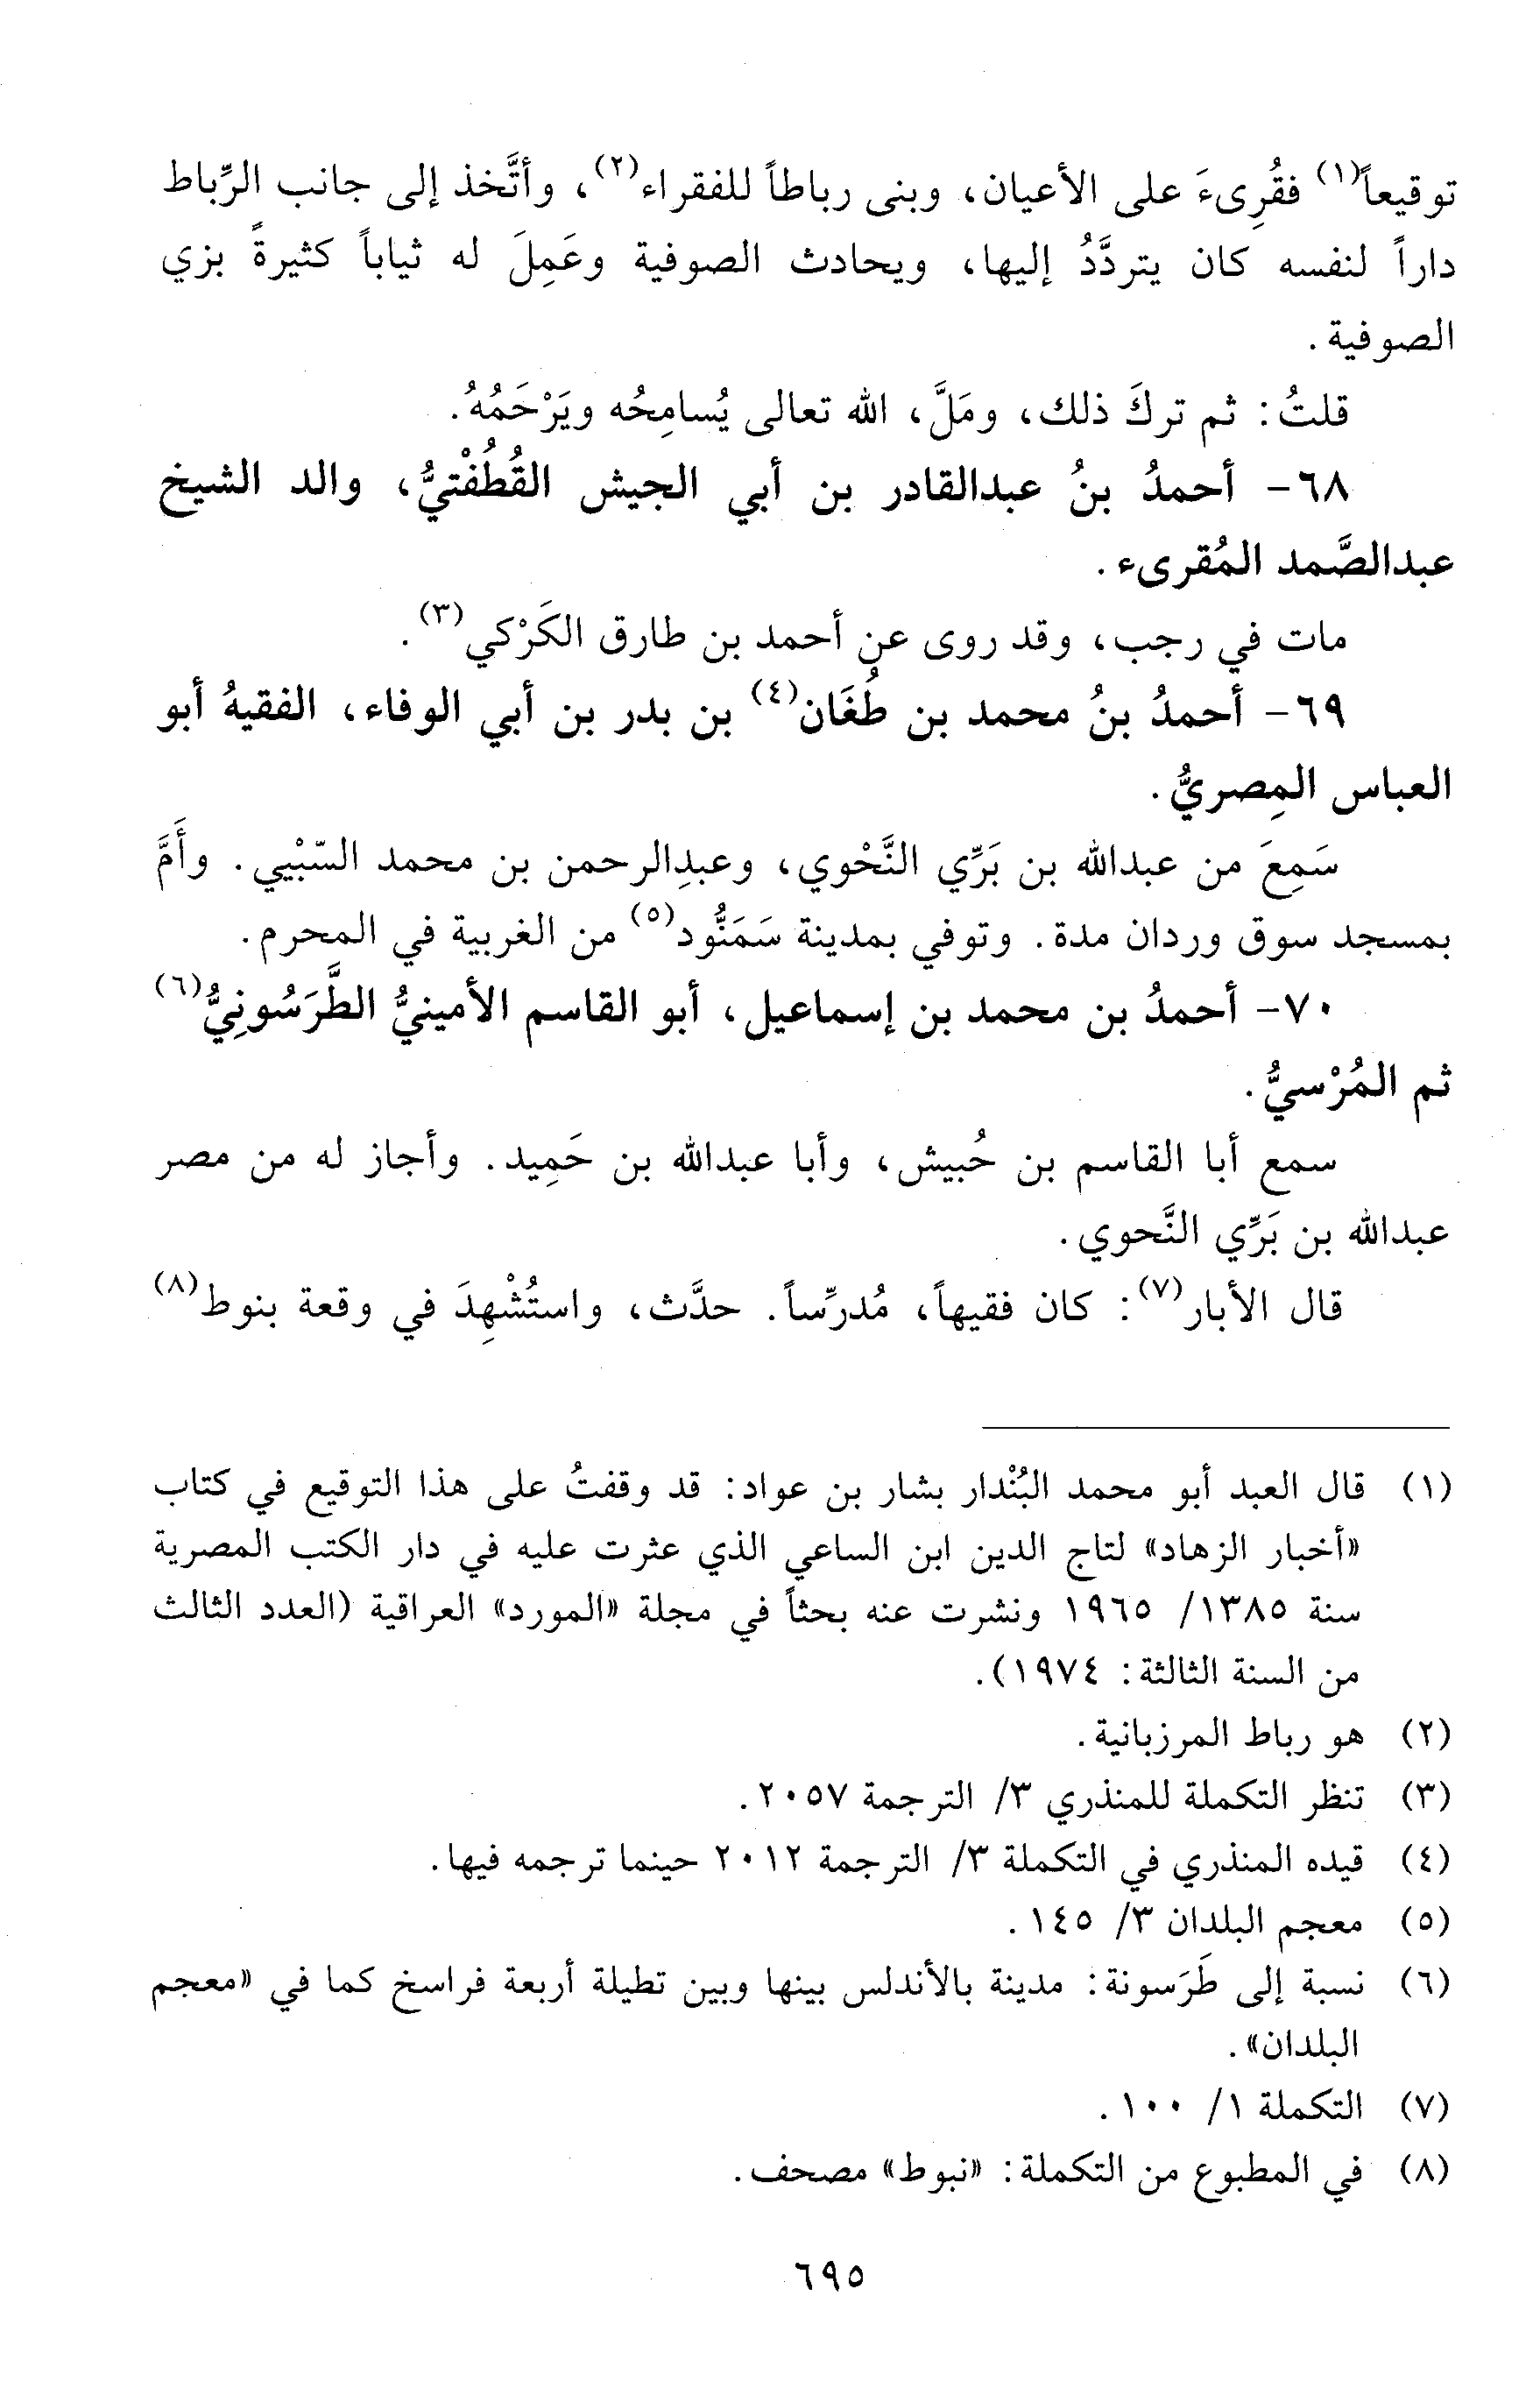 توقيعاً(١) فقُرِىءَ على الأعيان، وبنى رباطاً للفقراء(٢)، وأتَّخذ إلى جانب الرِّباط
داراً لنفسه كان يتردَّدُ إليها، ويحادث الصوفية وعَمِلَ له ثياباً كثيرةً بزي
الصوفية.
قلتُ: ثم تركَ ذلك، ومَلَّ، الله تعالى يُسامِحُه ويَرْحَمُهُ.
٦٨- أحمدُ بنُ عبدالقادر بن أبي الجيش القُطُفْتيُّ، والد الشيخ
عبدالصَّمد المُقرىء.
مات في رجب، وقد روى عن أحمد بن طارق الكَرْكي(٣).
٦٩- أحمدُ بنُ محمد بن طُغَان(٤) بن بدر بن أبي الوفاء، الفقيهُ أبو
العباس المِصريُّ.
سَمِعَ من عبدالله بن بَرِّي النَّحْوي، وعبدِالرحمن بن محمد السّبْيي. وأَمَّ
بمسجد سوق وردان مدة. وتوفي بمدينة سَمَنُّود(٥) من الغربية في المحرم.
٧٠- أحمدُ بن محمد بن إسماعيل، أبو القاسم الأمينيُّ الطَّرَسُونِيُّ(٦)
ثم المُرْسيُّ.
سمع أبا القاسم بن حُبيش، وأبا عبدالله بن حَمِيد. وأجاز له من مصر
عبدالله بن بَرِّي النَّحوي.
قال الأبار(٧): كان فقيهاً، مُدرِّساً. حدَّث، واستُشْهِدَ في وقعة بنوط(٨)
(١) قال العبد أبو محمد البُنْدار بشار بن عواد: قد وقفتُ على هذا التوقيع في كتاب
«أخبار الزهاد» لتاج الدين ابن الساعي الذي عثرت عليه في دار الكتب المصرية
سنة ١٣٨٥/ ١٩٦٥ ونشرت عنه بحثاً في مجلة «المورد» العراقية (العدد الثالث
من السنة الثالثة: ١٩٧٤).
(٢) هو رباط المرزبانية.
(٣) تنظر التكملة للمنذري ٣/ الترجمة ٢٠٥٧.
(٤) قيده المنذري في التكملة ٣/ الترجمة ٢٠١٢ حينما ترجمه فيها.
(٥) معجم البلدان ٣/ ١٤٥.
(٦) نسبة إلى طَرَسونة: مدينة بالأندلس بينها وبين تطيلة أربعة فراسخ كما في «معجم
البلدان».
(٧) التكملة ١/ ١٠٠.
(٨) في المطبوع من التكملة: «نبوط» مصحف.
٦٩٥